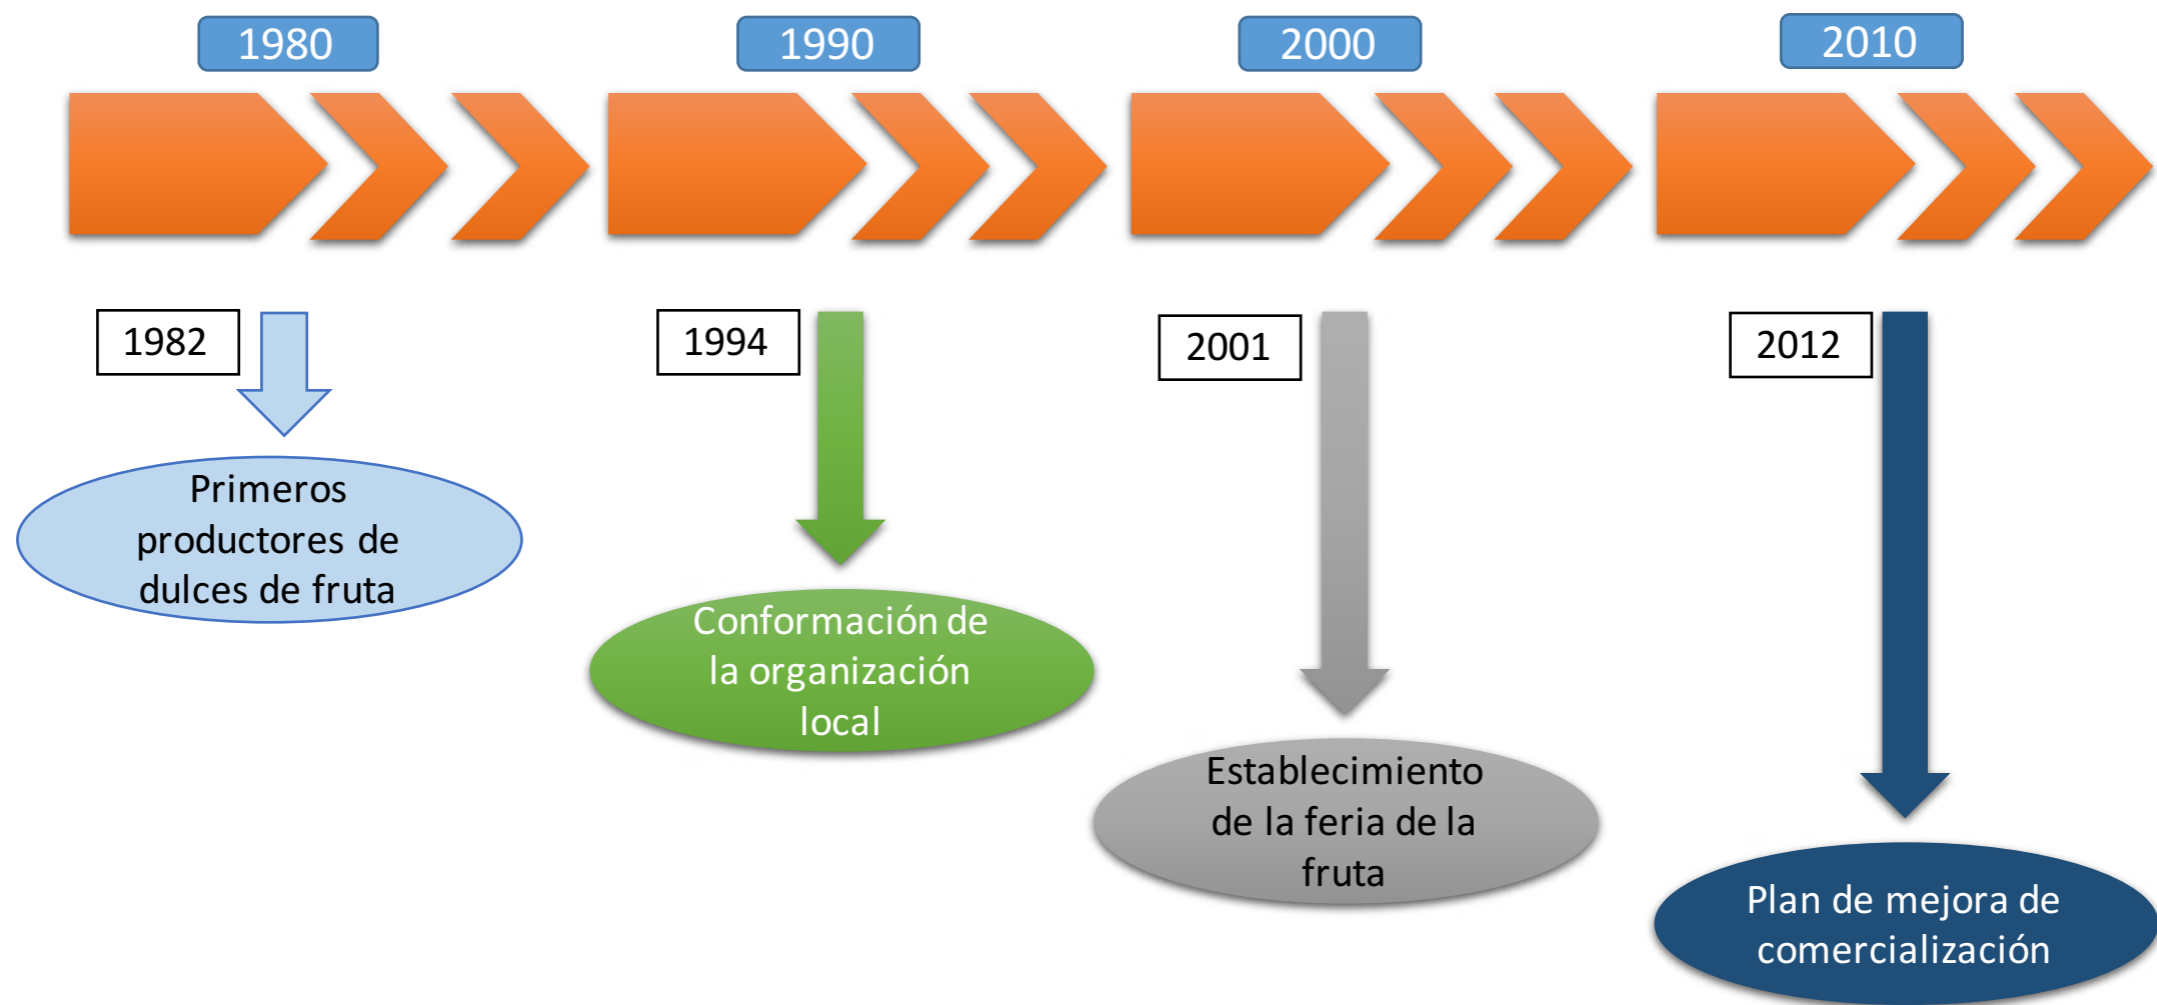 1980
1990
2000
2010
1982
1994
2001
2012
Primeros
productores de
dulces de fruta
Conformación de
la organización
local
Establecimiento
de la feria de la
fruta
Plan de mejora de
comercialización